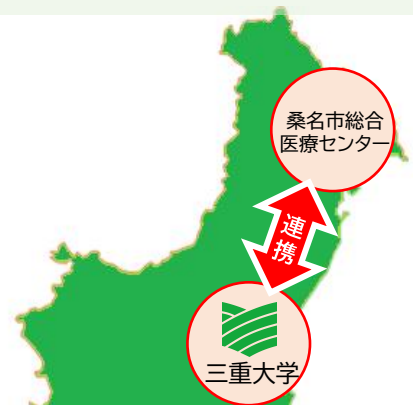 桑名市総合
医療センター
連携
三重大学